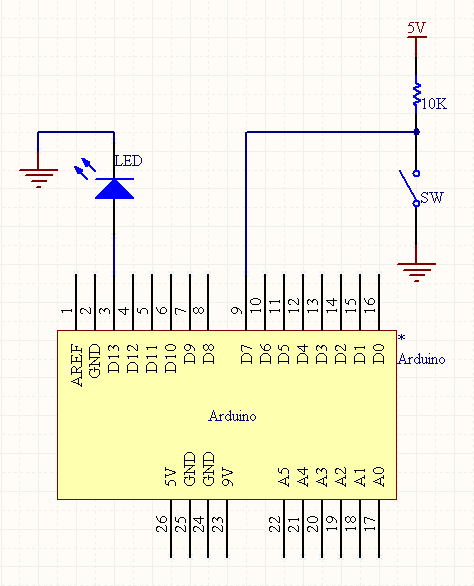 5V
10K
LED
SW
1 2 3 4 5 6 7 8 9 10 11 12 13 14 15 16
*
AREF GND D13 D12 D11 D10 D9 D8 D7 D6 D5 D4 D3 D2 D1 D0
Arduino
Arduino
5V GND GND 9V A5 A4 A3 A2 A1 A0
26 25 24 23 22 21 20 19 18 17